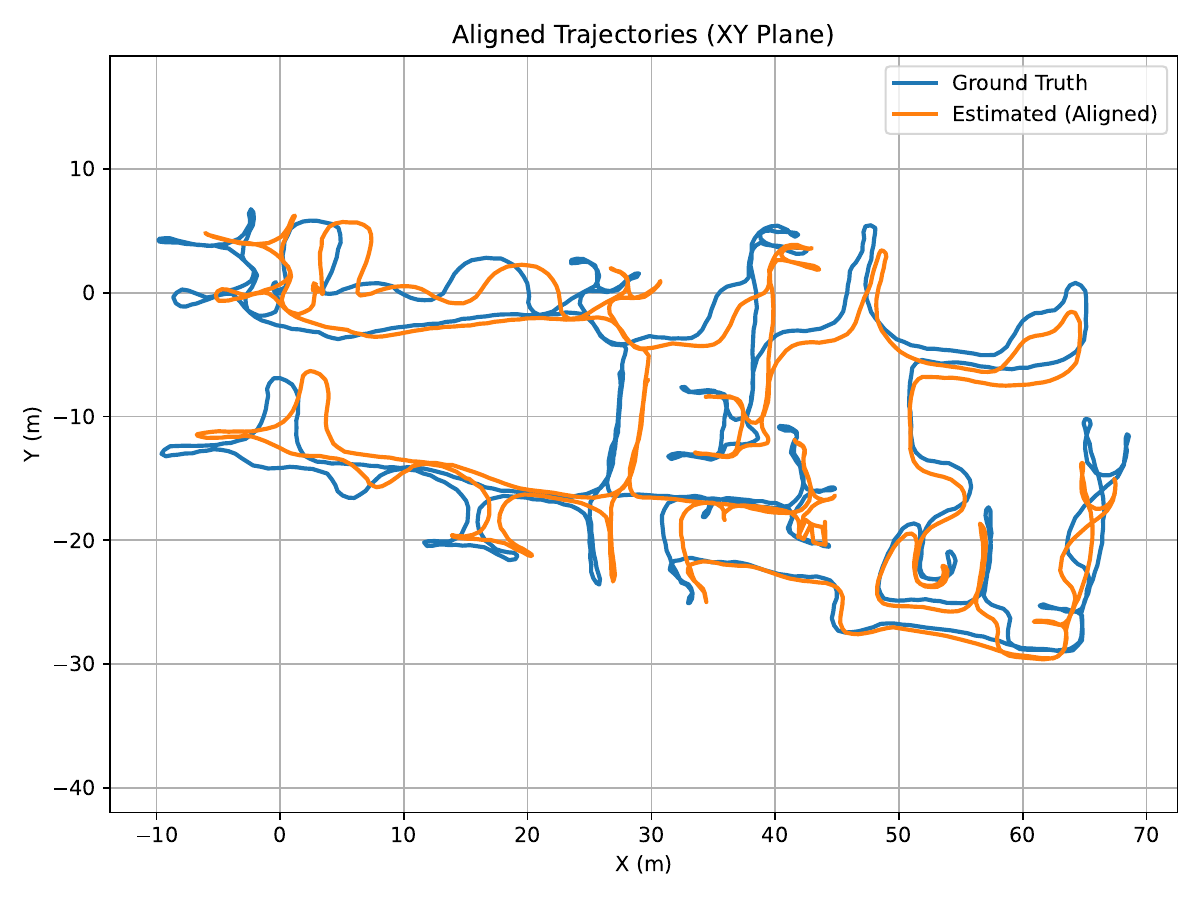 Aligned Trajectories (XY Plane)
Ground Truth
Estimated (Aligned)
10
0
−10
−20
−30
−40
Y (m)
−10 0 10 20 30 40 50 60 70
X (m)